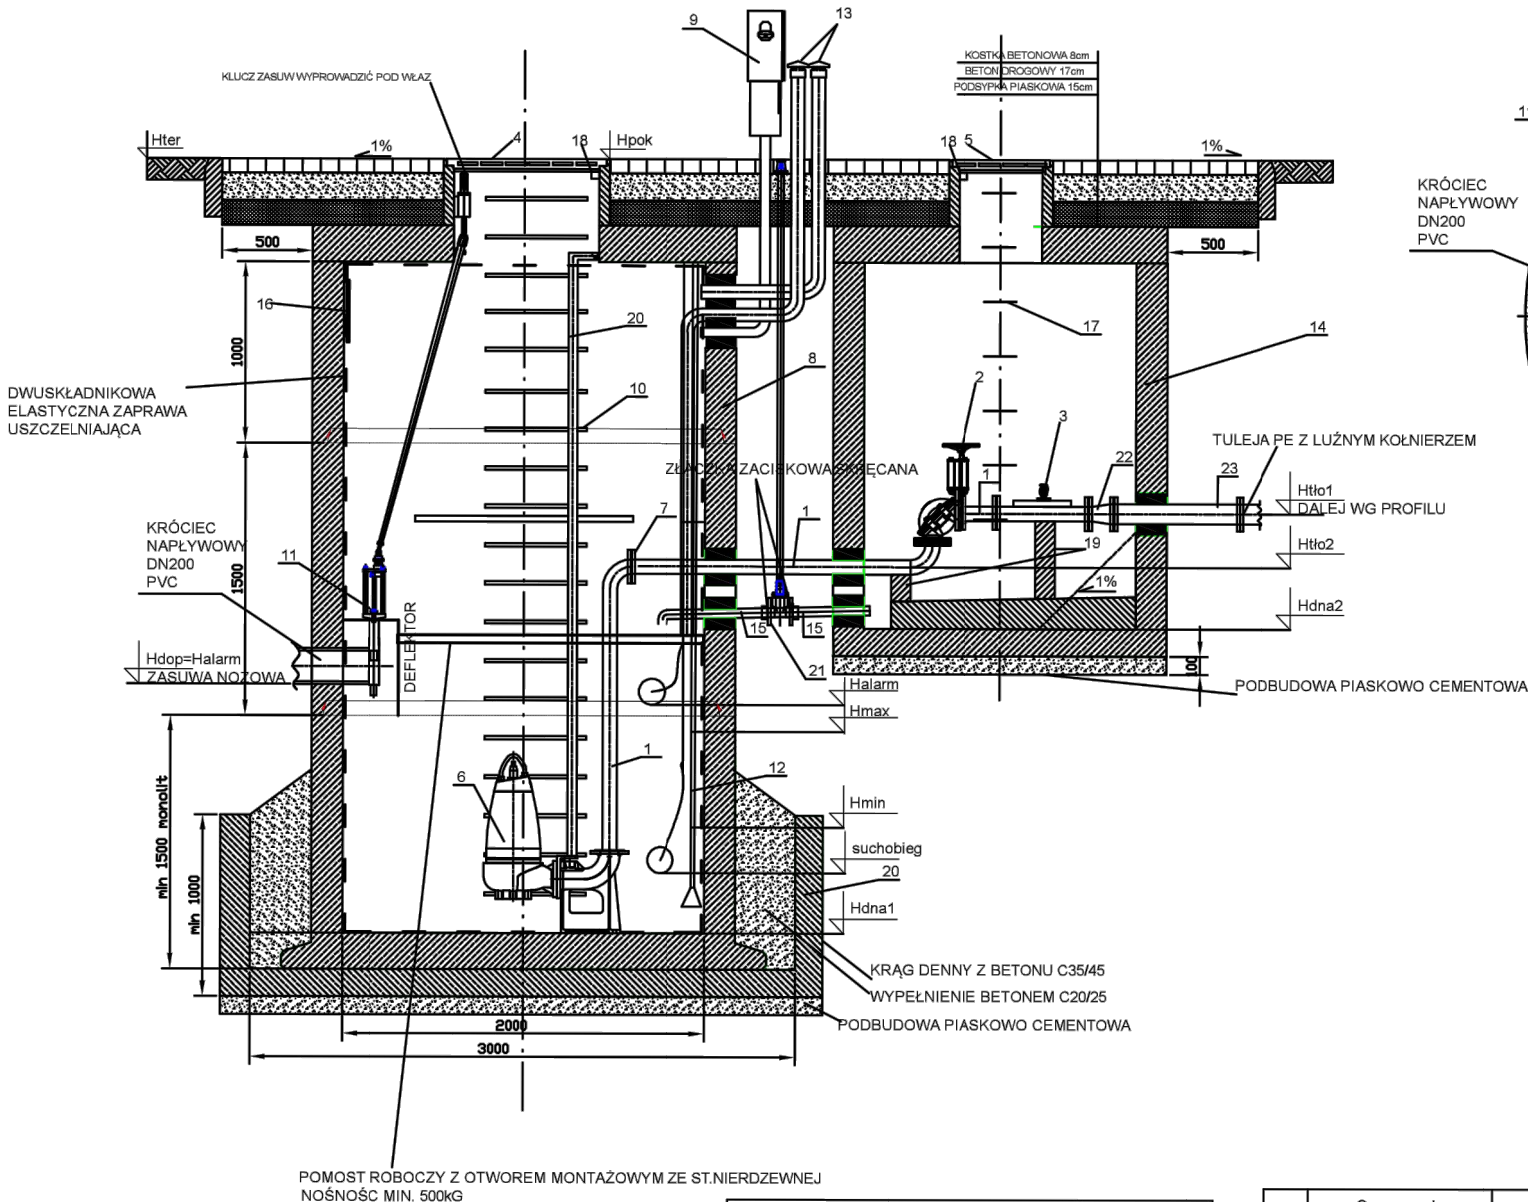 9
13
KLUCZ ZASUW WYPROWADZIĆ POD WŁAZ
KOSTKA BETONOWA 8cm
BETON DROGOWY 17cm
PODSYPKA PIASKOWA 15cm
Hter
1%
4
18
Hpok
18
5
1%
KRÓCIEC
NAPŁYWOWY
DN200
PVC
500
500
16
20
17
14
1000
8
2
DWUSKŁADNIKOWA
ELASTYCZNA ZAPRAWA
USZCZELNIAJĄCA
10
3
TULEJA PE Z LUŹNYM KOŁNIERZEM
ZŁĄCZKA ZACISKOWA SKRĘCANA
1
22
23
Htło1
DALEJ WG PROFILU
KRÓCIEC
NAPŁYWOWY
DN200
PVC
11
7
1
19
Htło2
1500
1%
Hdna2
15
15
DEFLEKTOR
21
100
Hdop=Halarm
ZASUWA NOZOWA
Halarm
PODBUDOWA PIASKOWO CEMENTOWA
Hmax
1
12
6
Hmin
min 1500 monolit
min 1000
suchobieg
20
Hdna1
KRĄG DENNY Z BETONU C35/45
WYPEŁNIENIE BETONEM C20/25
PODBUDOWA PIASKOWO CEMENTOWA
2000
3000
POMOST ROBOCZY Z OTWOREM MONTAŻOWYM ZE ST.NIERDZEWNEJ
NOŚNOŚC MIN. 500kG